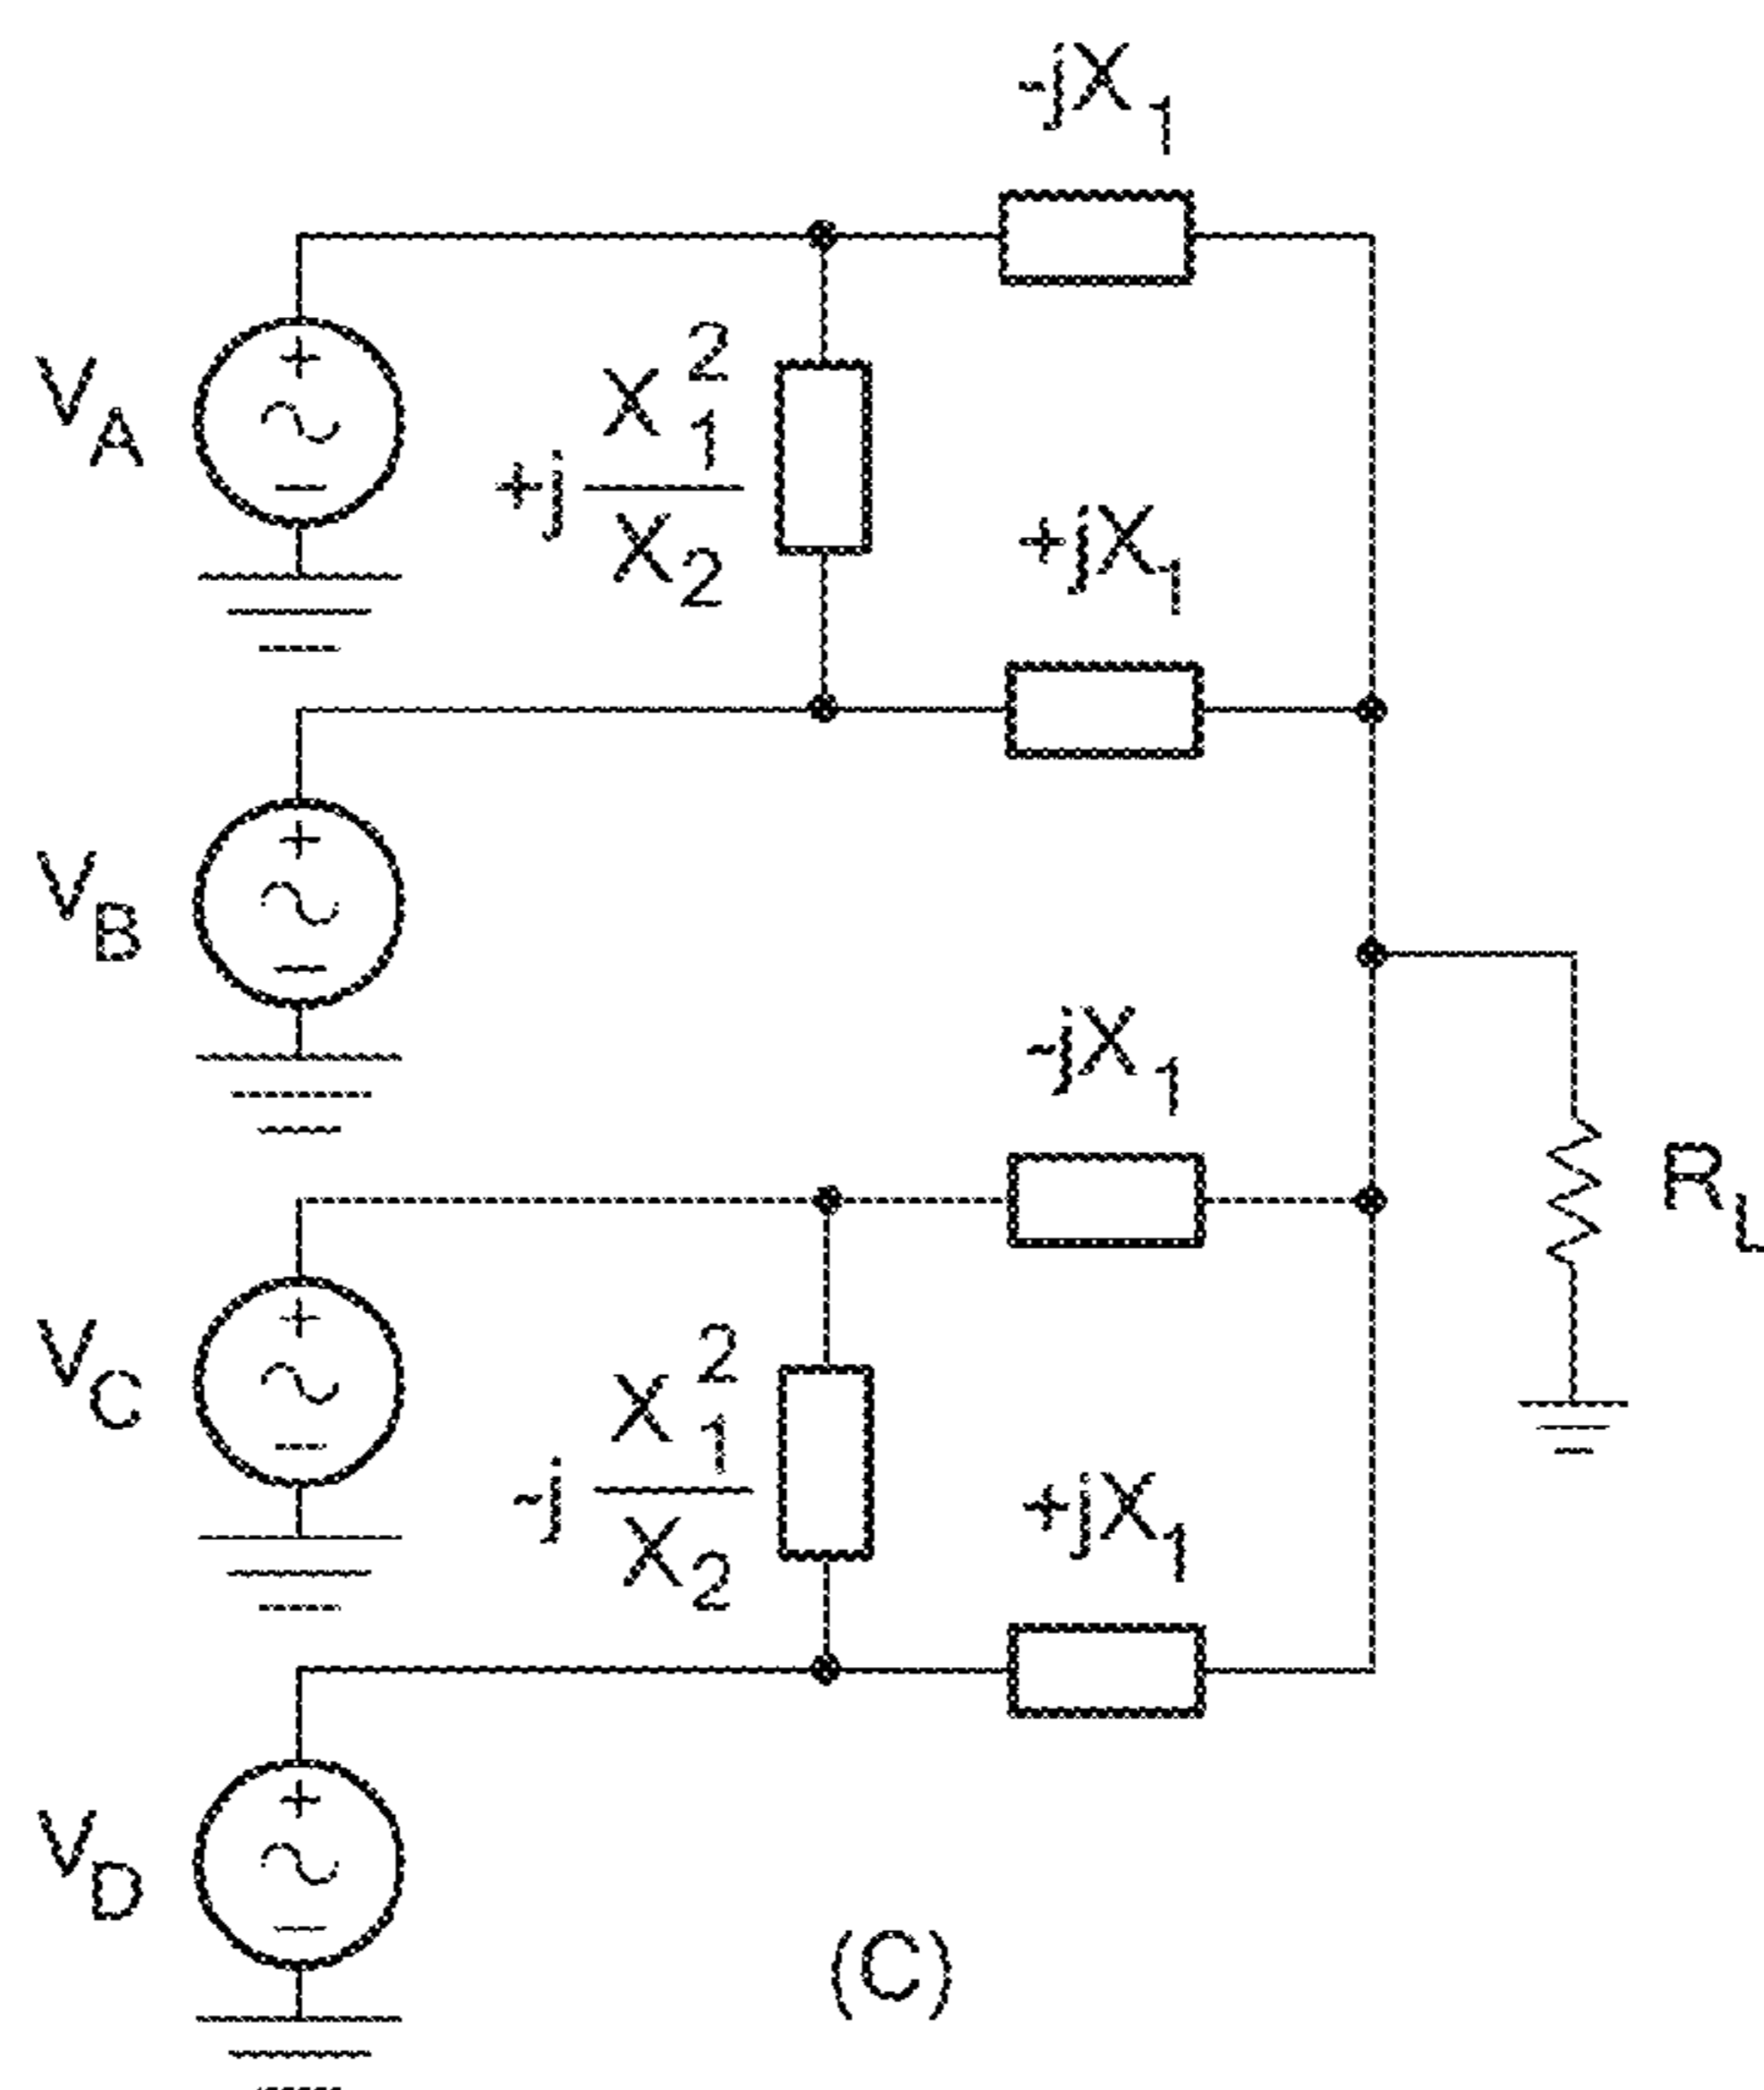 -jX1
VA
+j X1^2 / X2
+jX1
VB
-jX1
RL
VC
-j X1^2 / X2
+jX1
VD
(C)